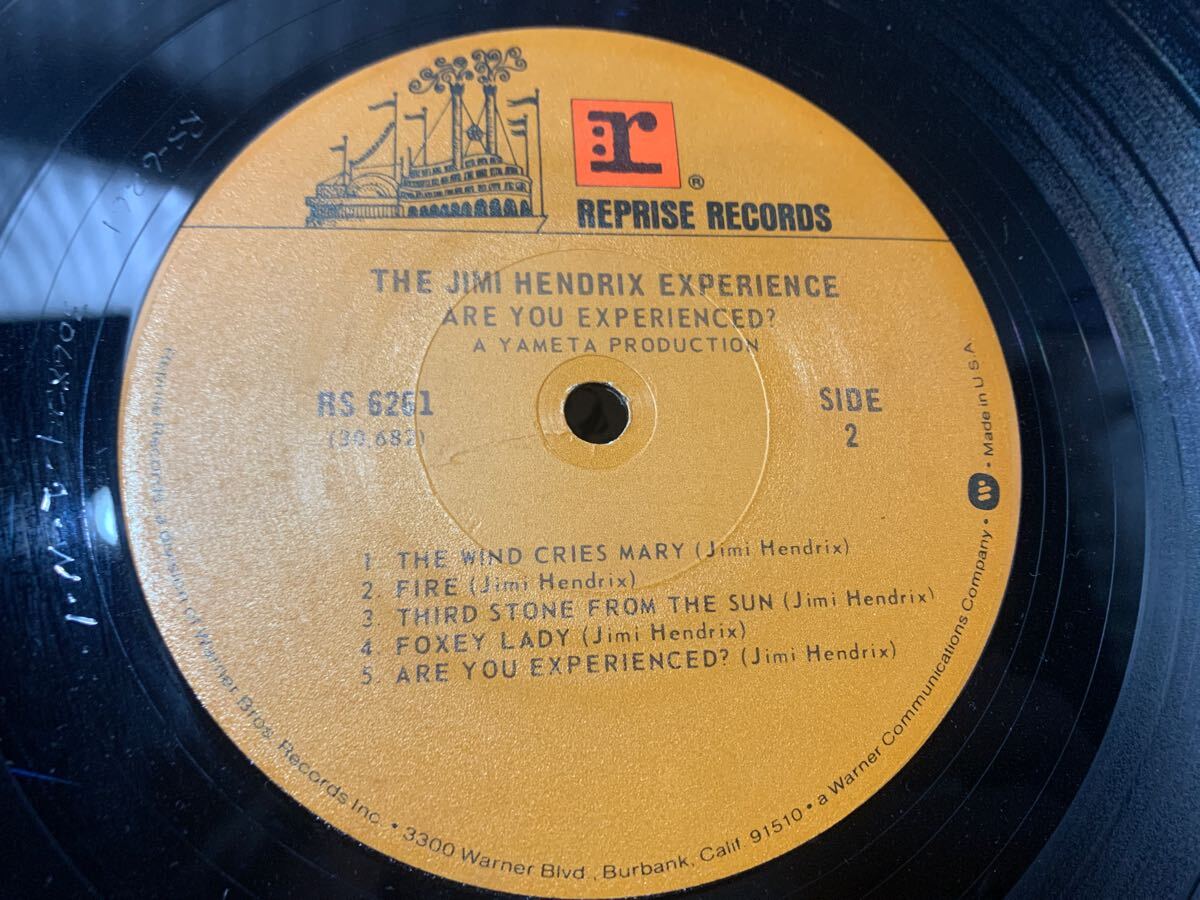 r
®
REPRISE RECORDS
THE JIMI HENDRIX EXPERIENCE
ARE YOU EXPERIENCED?
A YAMETA PRODUCTION
RS 6261
(30,682)
SIDE
2
1 THE WIND CRIES MARY (Jimi Hendrix)
2. FIRE (Jimi Hendrix)
3. THIRD STONE FROM THE SUN (Jimi Hendrix)
4. FOXEY LADY (Jimi Hendrix)
5. ARE YOU EXPERIENCED? (Jimi Hendrix)
Reprise Records, a division of Warner Bros. Records Inc. • 3300 Warner Blvd., Burbank, Calif. 91510 • a Warner Communications Company • W • Made in U.S.A.